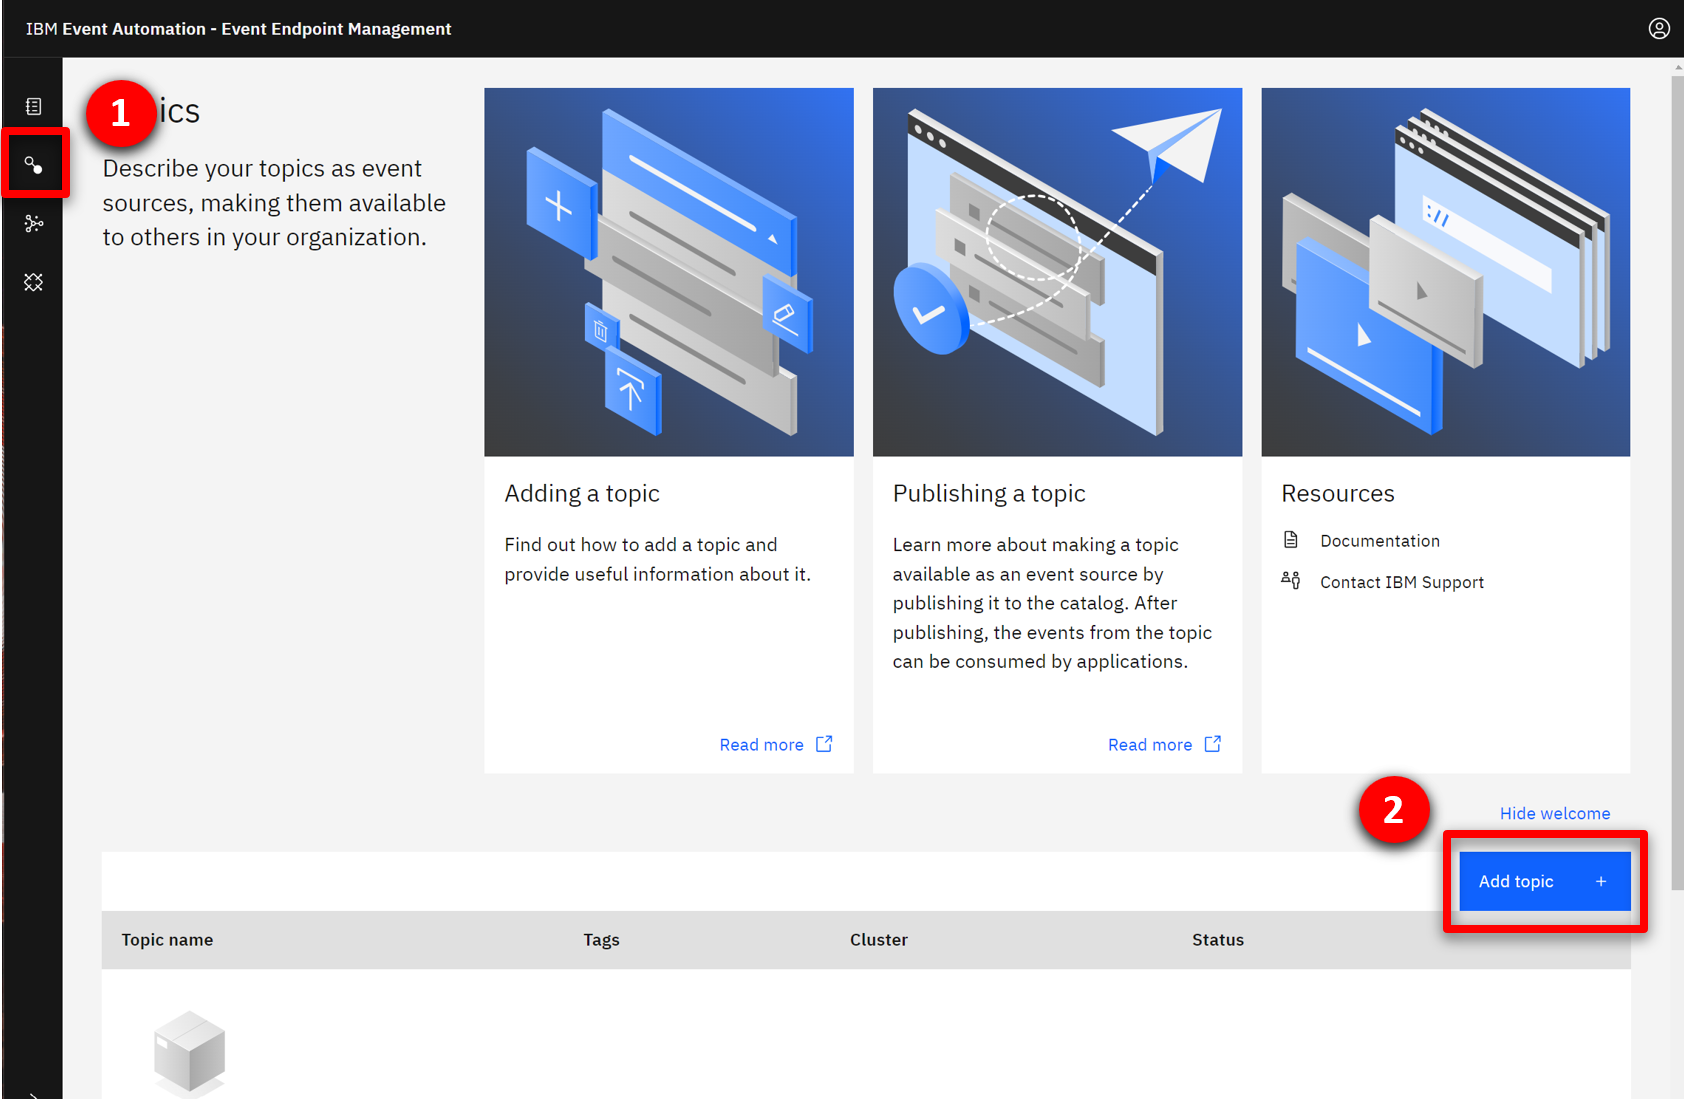 IBM Event Automation - Event Endpoint Management
1
ics
Describe your topics as event
sources, making them available
to others in your organization.
://
Adding a topic
Find out how to add a topic and
provide useful information about it.
Read more
Publishing a topic
Learn more about making a topic
available as an event source by
publishing it to the catalog. After
publishing, the events from the topic
can be consumed by applications.
Read more
Resources
Documentation
Contact IBM Support
2
Hide welcome
Add topic +
Topic name Tags Cluster Status